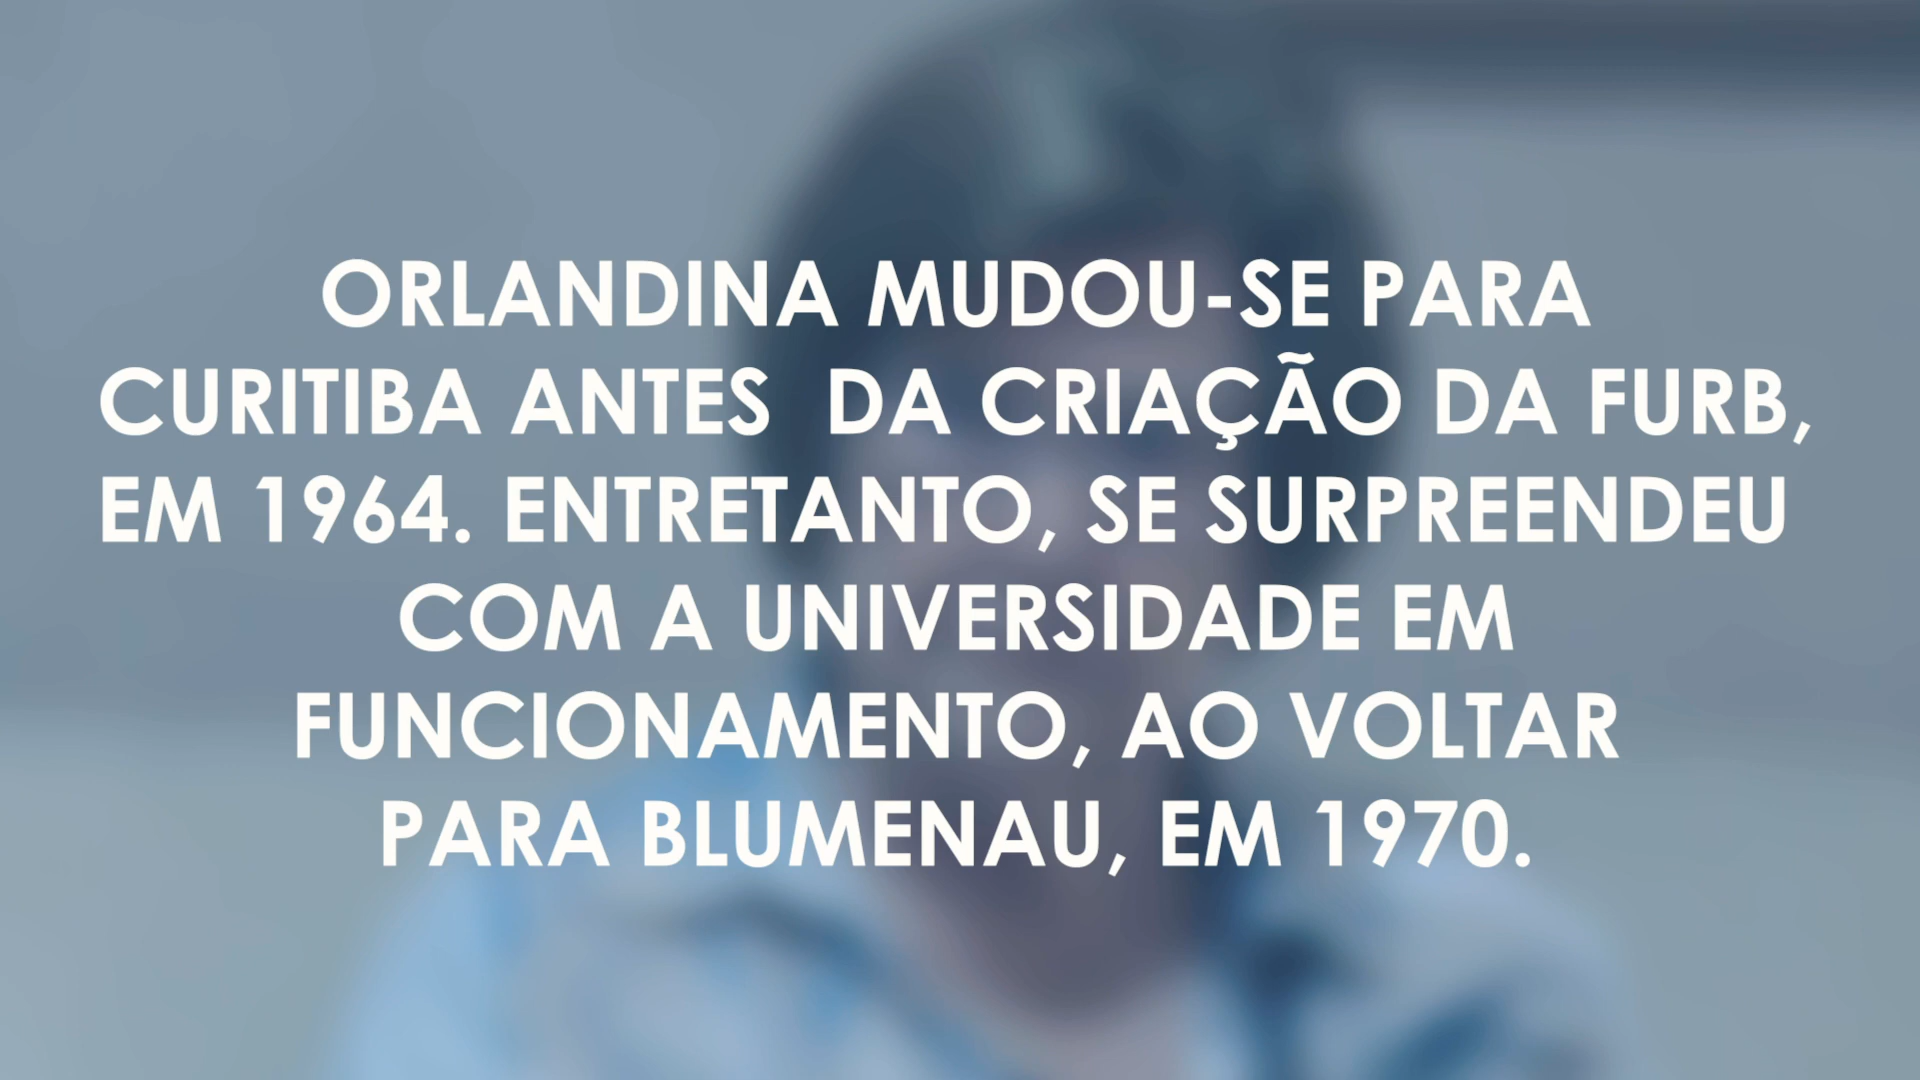 ORLANDINA MUDOU-SE PARA
CURITIBA ANTES  DA CRIAÇÃO DA FURB,
EM 1964. ENTRETANTO, SE SURPREENDEU
COM A UNIVERSIDADE EM
FUNCIONAMENTO, AO VOLTAR
PARA BLUMENAU, EM 1970.